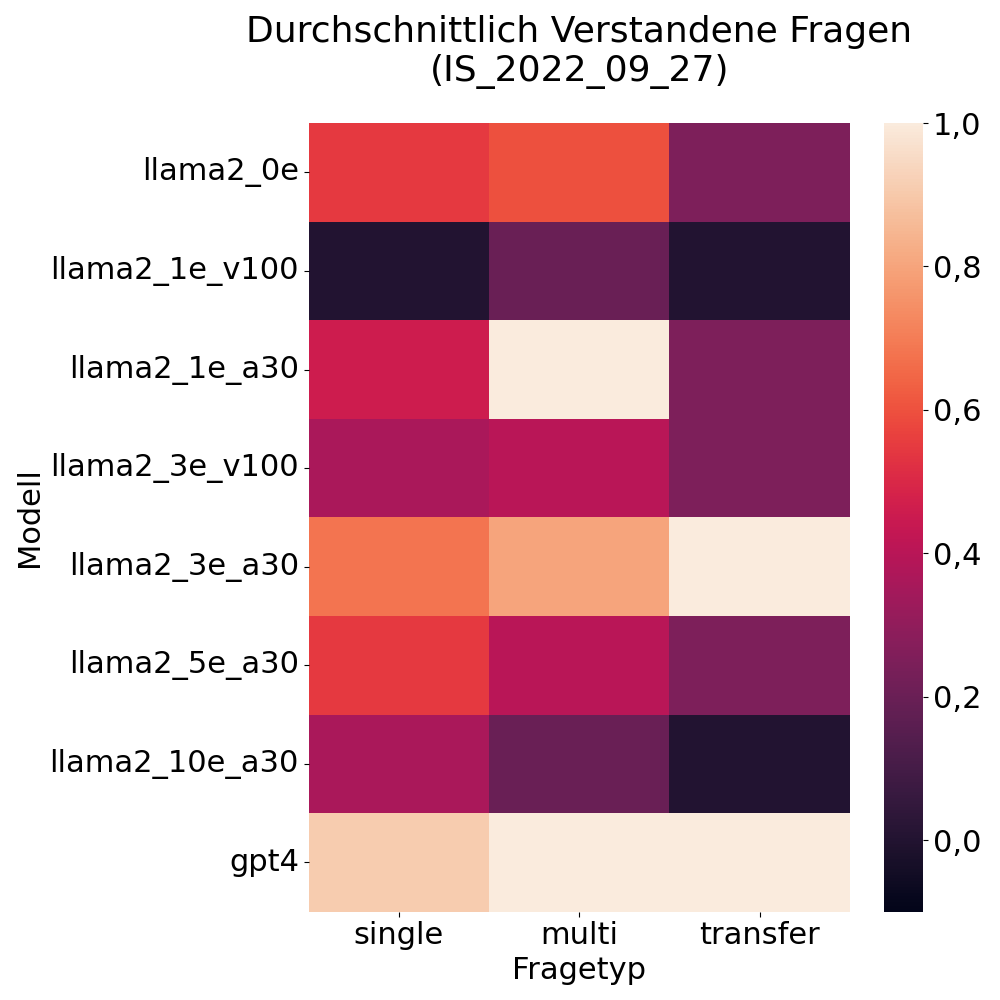 Durchschnittlich Verstandene Fragen
(IS_2022_09_27)
llama2_0e
llama2_1e_v100
llama2_1e_a30
llama2_3e_v100
llama2_3e_a30
llama2_5e_a30
llama2_10e_a30
gpt4
Modell
single
multi
transfer
Fragetyp
1,0
0,8
0,6
0,4
0,2
0,0